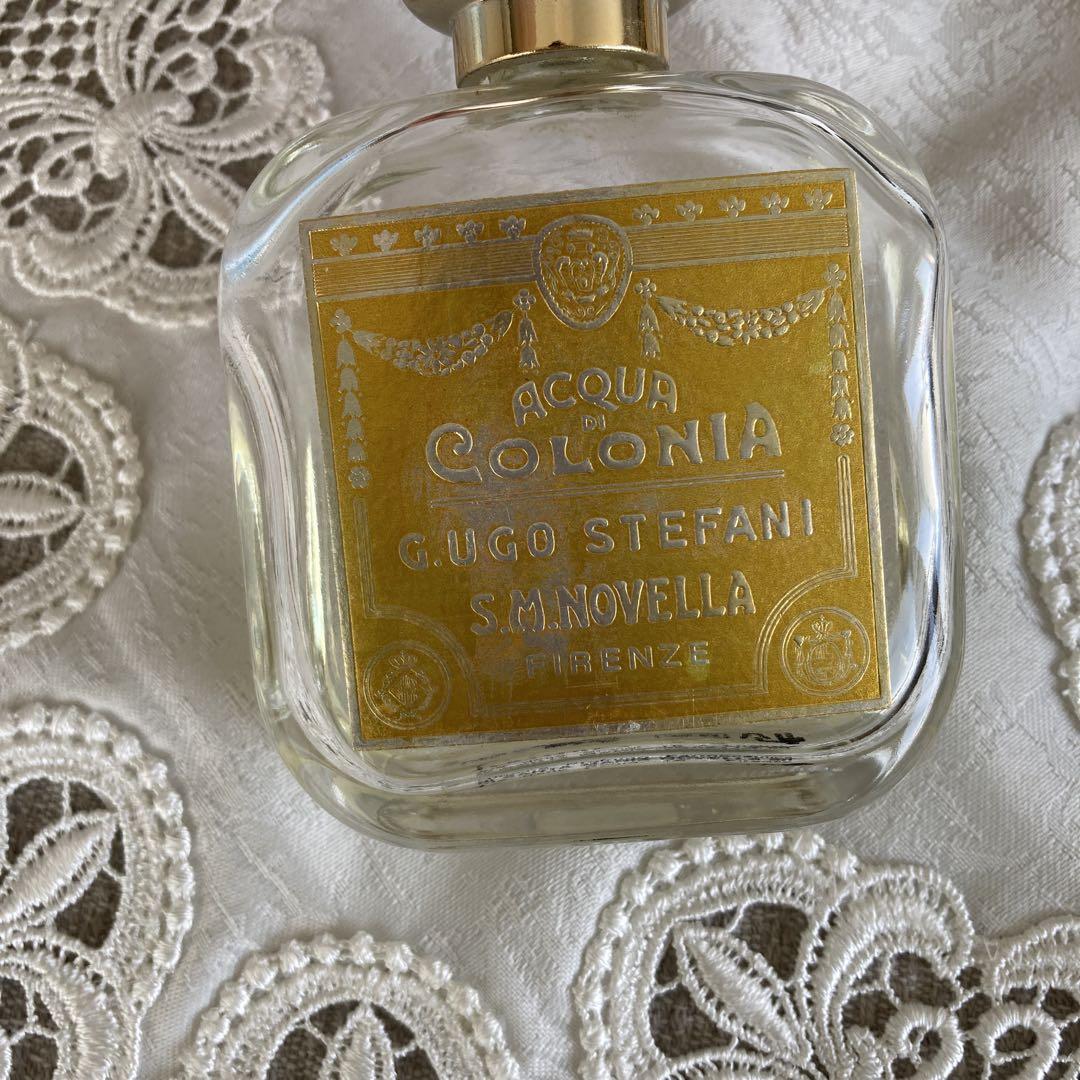 ACQUA
DI
COLONIA
G. UGO STEFANI
S.M. NOVELLA
FIRENZE